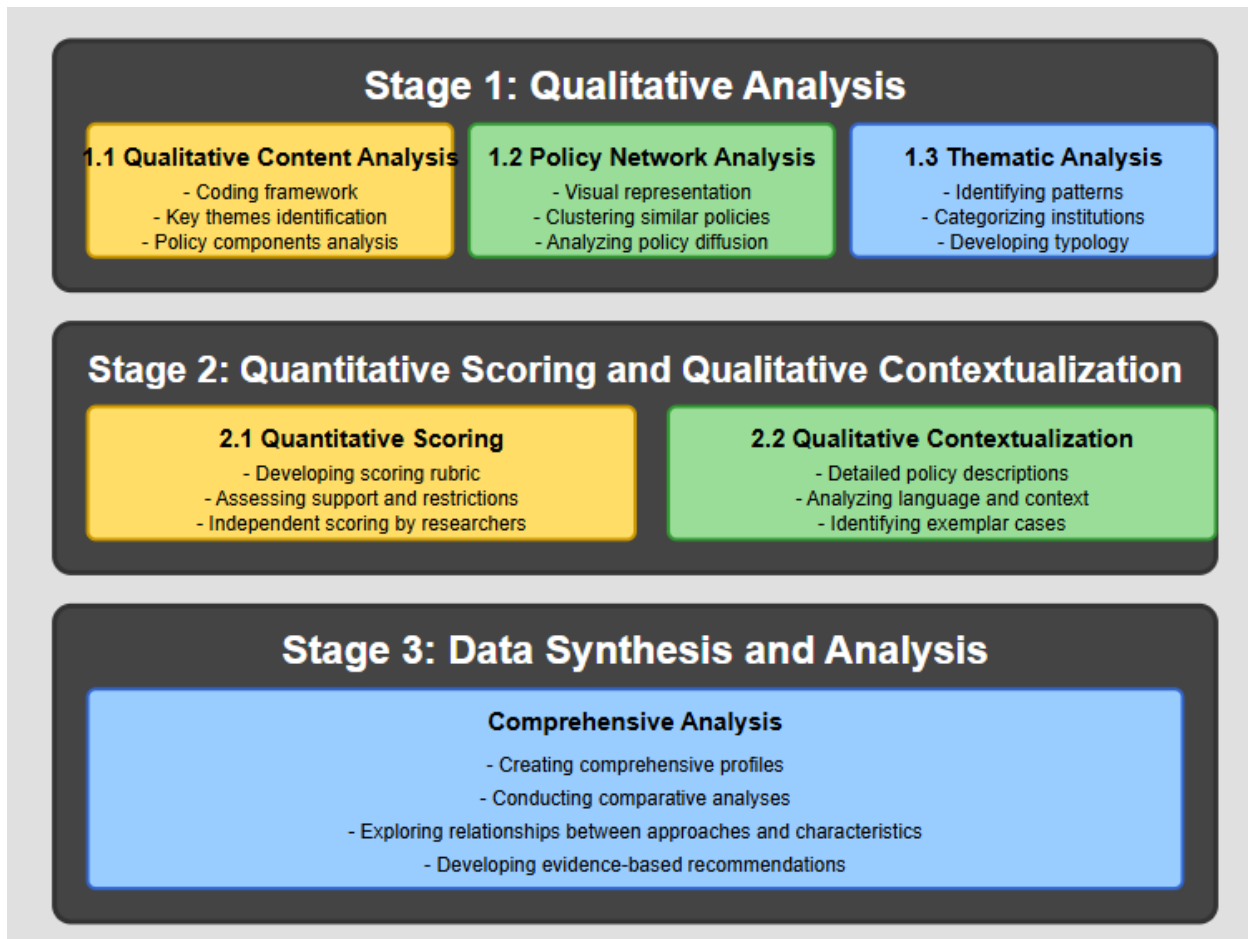 Stage 1: Qualitative Analysis
1.1 Qualitative Content Analysis
- Coding framework
- Key themes identification
- Policy components analysis
1.2 Policy Network Analysis
- Visual representation
- Clustering similar policies
- Analyzing policy diffusion
1.3 Thematic Analysis
- Identifying patterns
- Categorizing institutions
- Developing typology
Stage 2: Quantitative Scoring and Qualitative Contextualization
2.1 Quantitative Scoring
- Developing scoring rubric
- Assessing support and restrictions
- Independent scoring by researchers
2.2 Qualitative Contextualization
- Detailed policy descriptions
- Analyzing language and context
- Identifying exemplar cases
Stage 3: Data Synthesis and Analysis
Comprehensive Analysis
- Creating comprehensive profiles
- Conducting comparative analyses
- Exploring relationships between approaches and characteristics
- Developing evidence-based recommendations